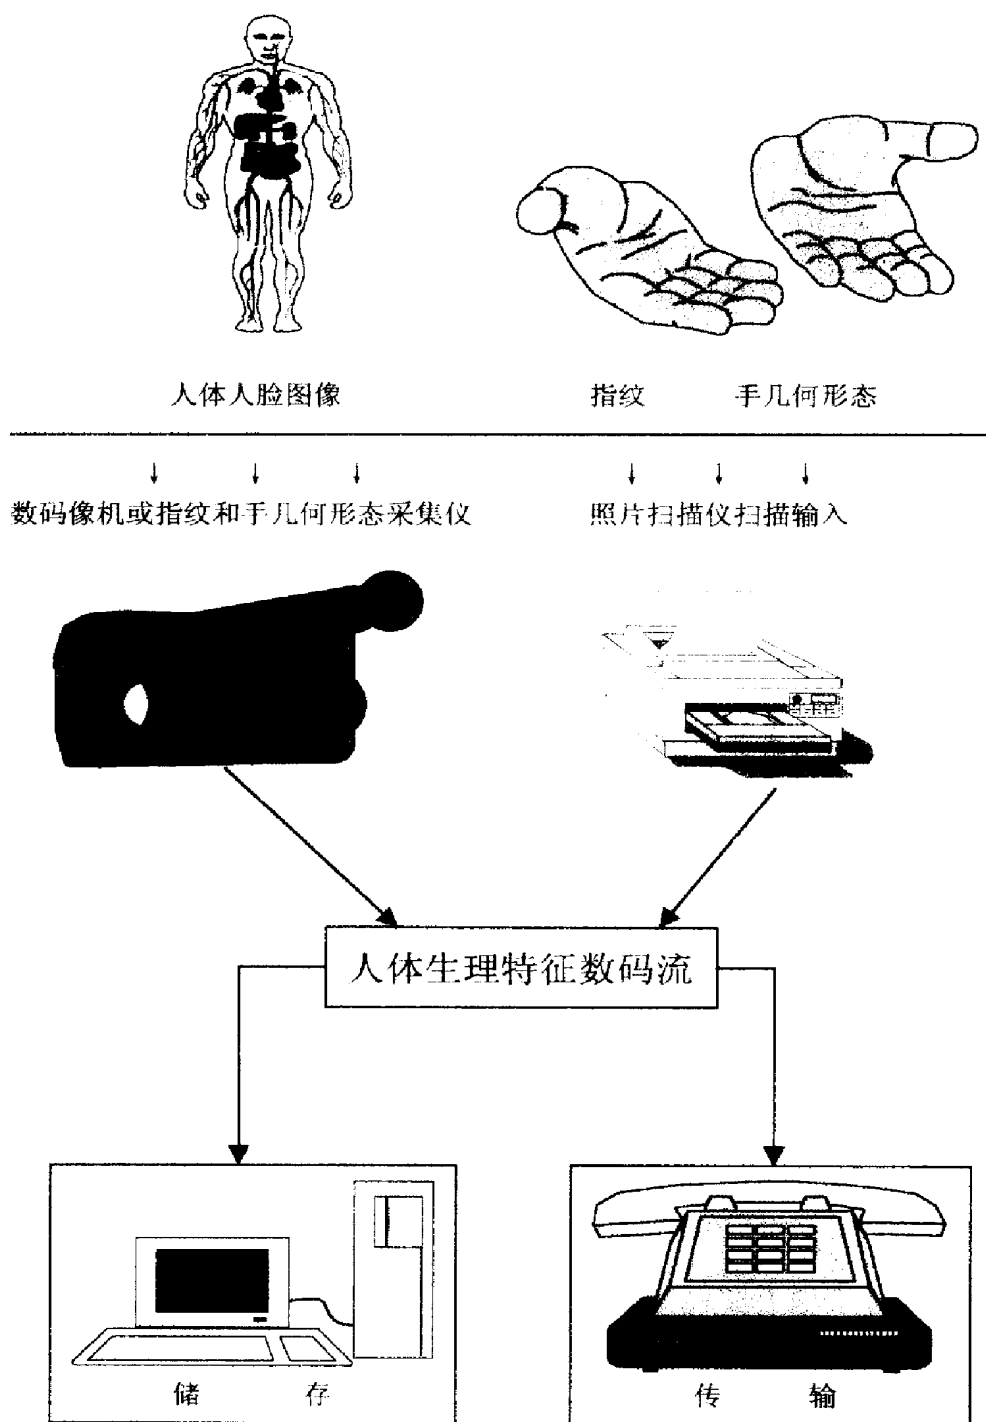 人体人脸图像
指纹 手几何形态
数码像机或指纹和手几何形态采集仪
照片扫描仪扫描输入
人体生理特征数码流
储 存
传 输